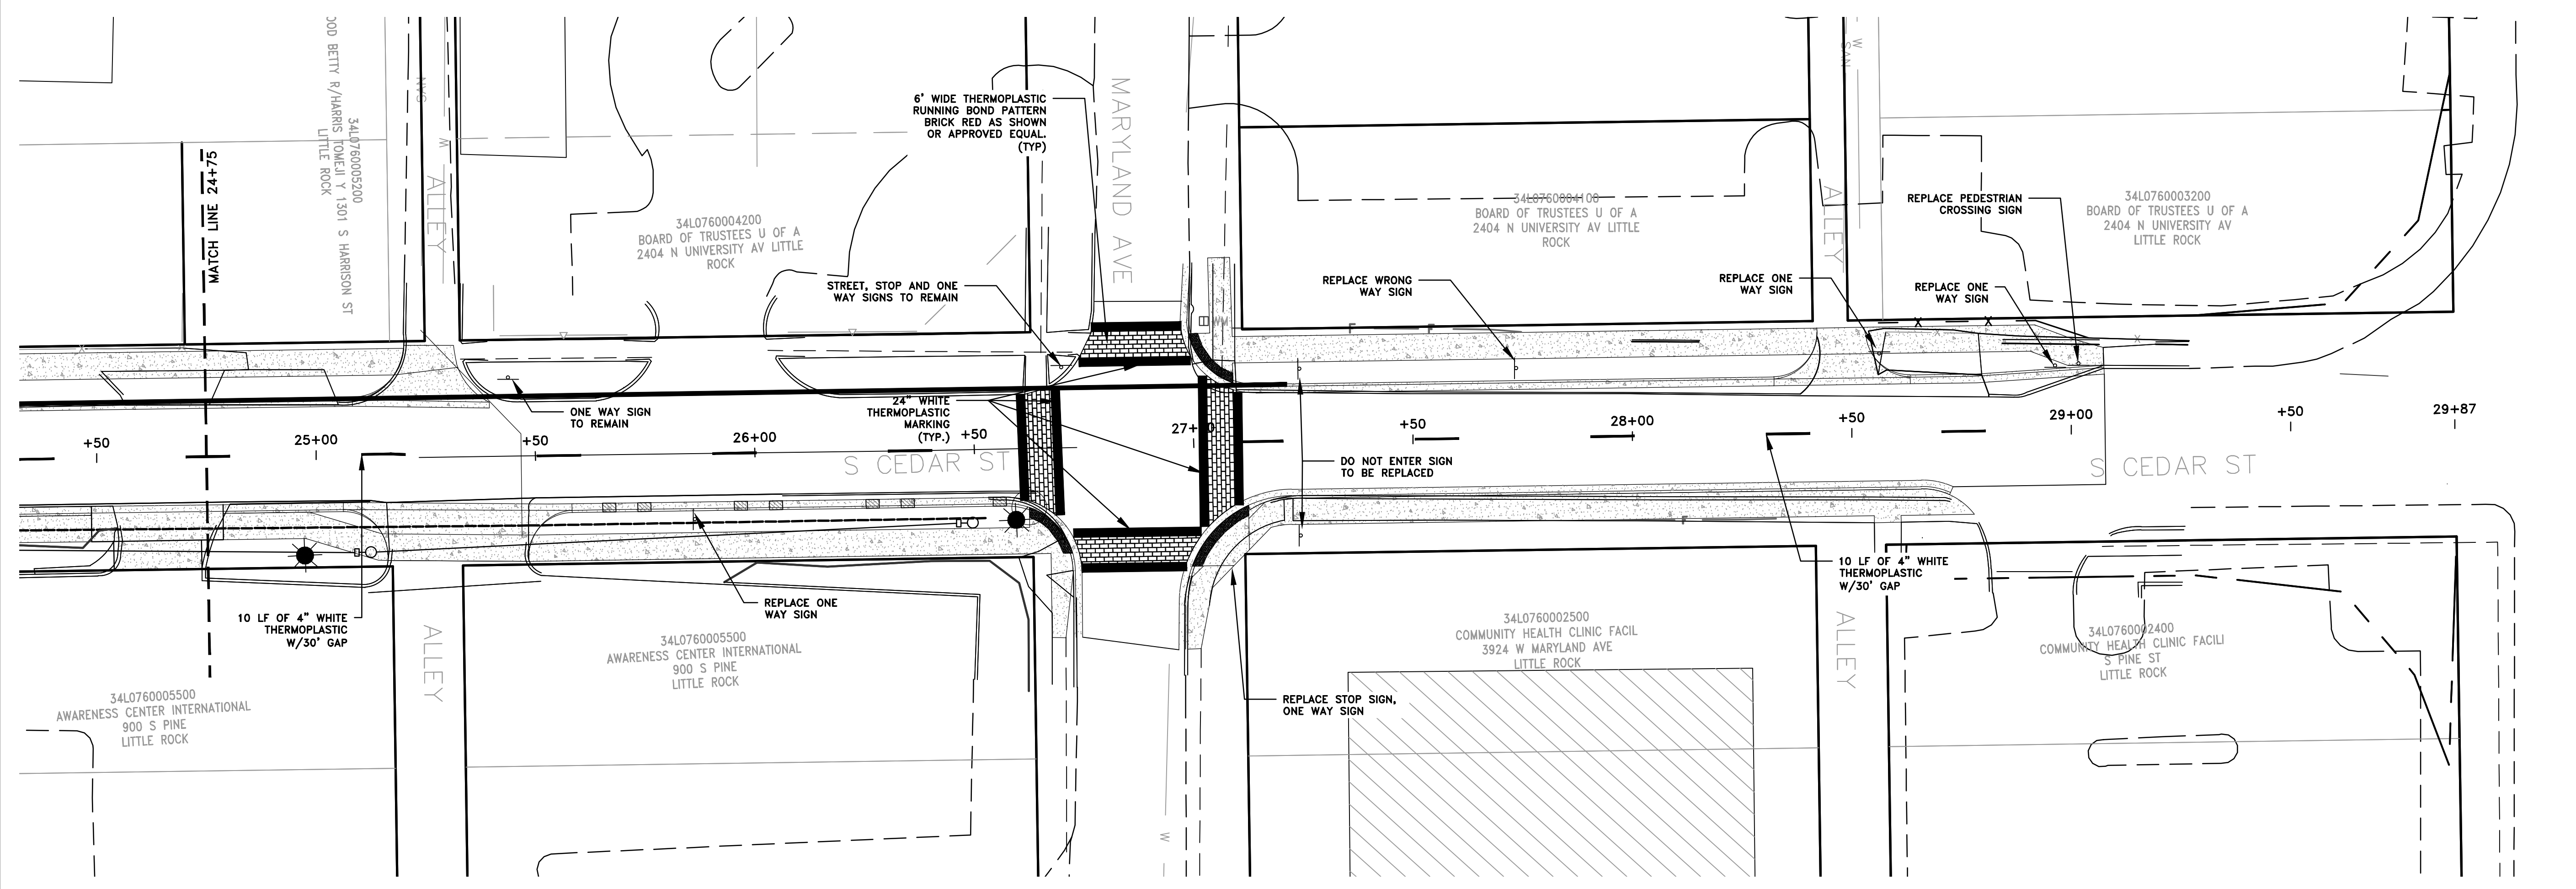 OOD BETTY R/HARRIS TOMEJI Y 1301 S HARRISON ST
34L0760005200
LITTLE ROCK
MATCH LINE 24+75
SAN
W
ALLEY
6' WIDE THERMOPLASTIC
RUNNING BOND PATTERN
BRICK RED AS SHOWN
OR APPROVED EQUAL.
(TYP)
MARYLAND AVE
34L0760004200
BOARD OF TRUSTEES U OF A
2404 N UNIVERSITY AV LITTLE
ROCK
STREET, STOP AND ONE
WAY SIGNS TO REMAIN
34L0760004100
BOARD OF TRUSTEES U OF A
2404 N UNIVERSITY AV LITTLE
ROCK
REPLACE WRONG
WAY SIGN
W
SAN
ALLEY
REPLACE ONE
WAY SIGN
REPLACE PEDESTRIAN
CROSSING SIGN
REPLACE ONE
WAY SIGN
34L0760003200
BOARD OF TRUSTEES U OF A
2404 N UNIVERSITY AV
LITTLE ROCK
WM
F
F
X
X
X
ONE WAY SIGN
TO REMAIN
24" WHITE
THERMOPLASTIC
MARKING
(TYP.)
+50
25+00
+50
26+00
+50
+50
28+00
+50
29+00
+50
29+87
S CEDAR ST
S CEDAR ST
DO NOT ENTER SIGN
TO BE REPLACED
F
10 LF OF 4" WHITE
THERMOPLASTIC
W/30' GAP
REPLACE ONE
WAY SIGN
10 LF OF 4" WHITE
THERMOPLASTIC
W/30' GAP
ALLEY
34L0760005500
AWARENESS CENTER INTERNATIONAL
900 S PINE
LITTLE ROCK
34L0760005500
AWARENESS CENTER INTERNATIONAL
900 S PINE
LITTLE ROCK
34L0760002500
COMMUNITY HEALTH CLINIC FACIL
3924 W MARYLAND AVE
LITTLE ROCK
ALLEY
34L0760002400
COMMUNITY HEALTH CLINIC FACILI
S PINE ST
LITTLE ROCK
REPLACE STOP SIGN,
ONE WAY SIGN
W